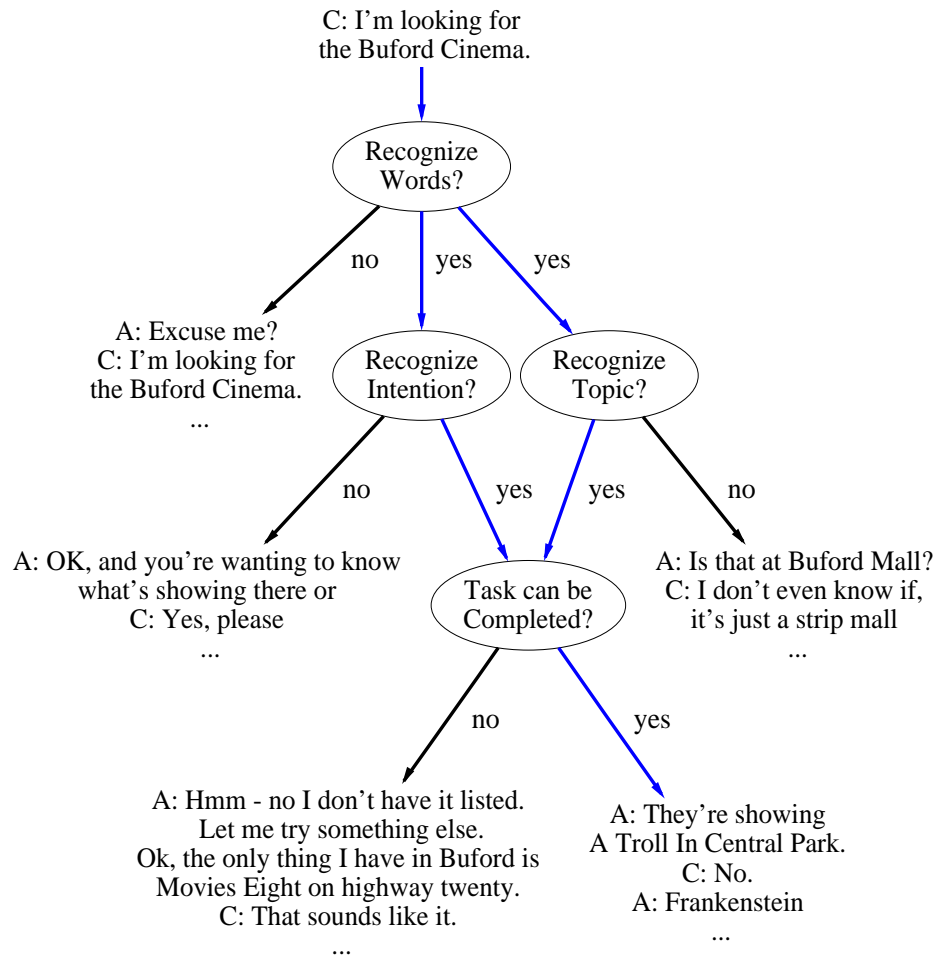 C: I'm looking for
the Buford Cinema.
Recognize
Words?
no
yes
yes
A: Excuse me?
C: I'm looking for
the Buford Cinema.
...
Recognize
Intention?
Recognize
Topic?
no
yes
yes
no
A: OK, and you're wanting to know
what's showing there or
C: Yes, please
...
Task can be
Completed?
A: Is that at Buford Mall?
C: I don't even know if,
it's just a strip mall
...
no
yes
A: Hmm - no I don't have it listed.
Let me try something else.
Ok, the only thing I have in Buford is
Movies Eight on highway twenty.
C: That sounds like it.
...
A: They're showing
A Troll In Central Park.
C: No.
A: Frankenstein
...